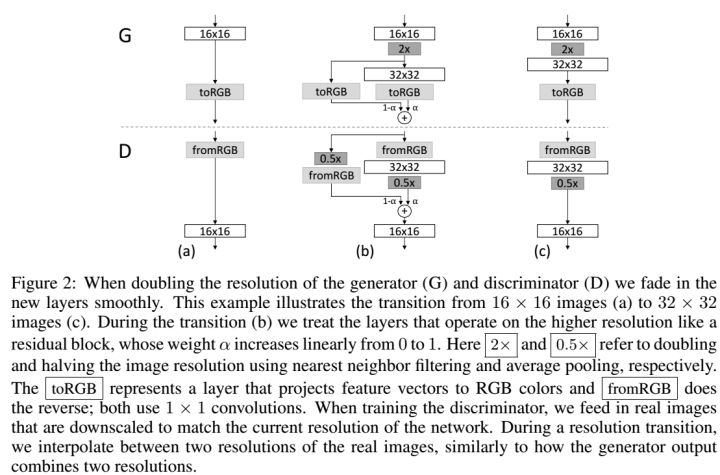 G
16x16
toRGB
16x16
2x
32x32
toRGB
toRGB
1-α
α
+
16x16
2x
32x32
toRGB
D
fromRGB
16x16
0.5x
fromRGB
fromRGB
32x32
0.5x
1-α
α
+
16x16
fromRGB
32x32
0.5x
16x16
(a)
(b)
(c)
Figure 2: When doubling the resolution of the generator (G) and discriminator (D) we fade in the
new layers smoothly. This example illustrates the transition from 16 × 16 images (a) to 32 × 32
images (c). During the transition (b) we treat the layers that operate on the higher resolution like a
residual block, whose weight α increases linearly from 0 to 1. Here 2× and 0.5× refer to doubling
and halving the image resolution using nearest neighbor filtering and average pooling, respectively.
The toRGB represents a layer that projects feature vectors to RGB colors and fromRGB does
the reverse; both use 1 × 1 convolutions. When training the discriminator, we feed in real images
that are downscaled to match the current resolution of the network. During a resolution transition,
we interpolate between two resolutions of the real images, similarly to how the generator output
combines two resolutions.